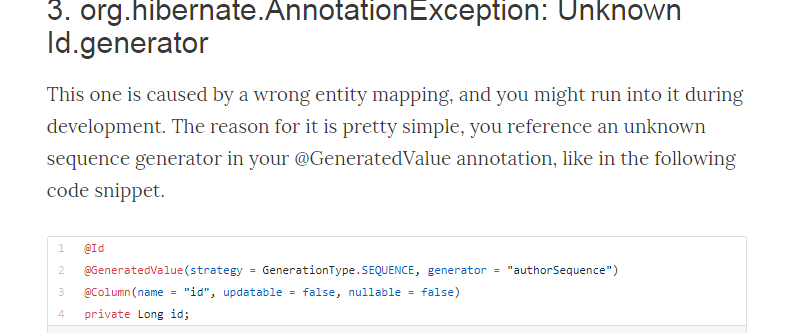 3. org.hibernate.AnnotationException: Unknown
Id.generator
This one is caused by a wrong entity mapping, and you might run into it during
development. The reason for it is pretty simple, you reference an unknown
sequence generator in your @GeneratedValue annotation, like in the following
code snippet.
1 @Id
2 @GeneratedValue(strategy = GenerationType.SEQUENCE, generator = "authorSequence")
3 @Column(name = "id", updatable = false, nullable = false)
4 private Long id;